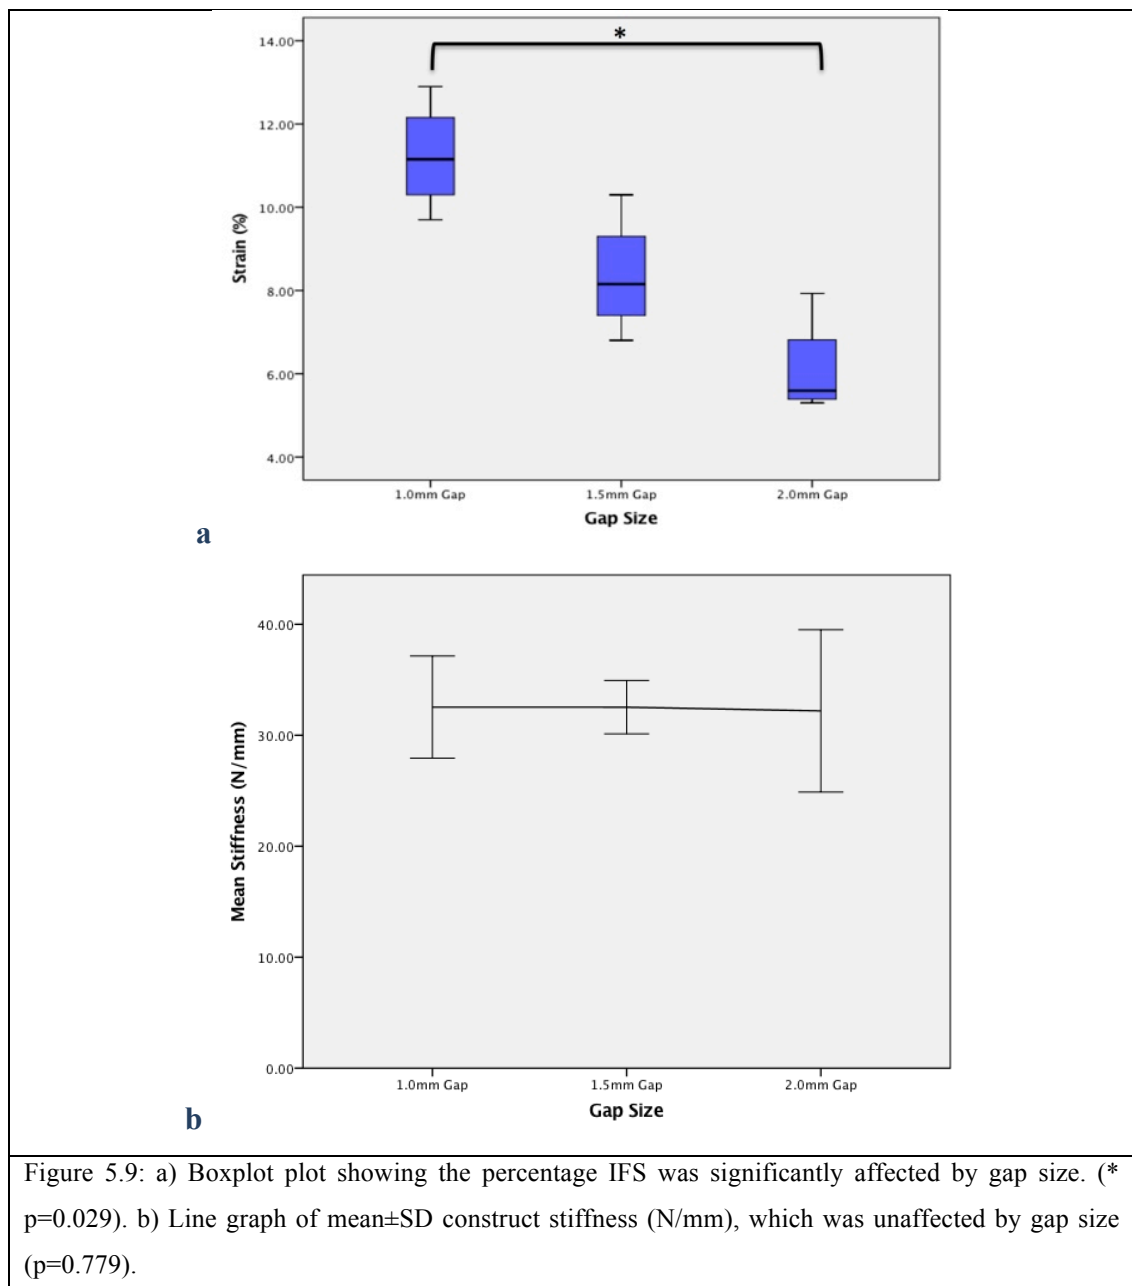 *
14.00
12.00
10.00
8.00
6.00
4.00
Strain (%)
1.0mm Gap 1.5mm Gap 2.0mm Gap
Gap Size
a
40.00
30.00
20.00
10.00
0.00
Mean Stiffness (N/mm)
1.0mm Gap 1.5mm Gap 2.0mm Gap
Gap Size
b
Figure 5.9: a) Boxplot plot showing the percentage IFS was significantly affected by gap size. (*
p=0.029). b) Line graph of mean±SD construct stiffness (N/mm), which was unaffected by gap size
(p=0.779).